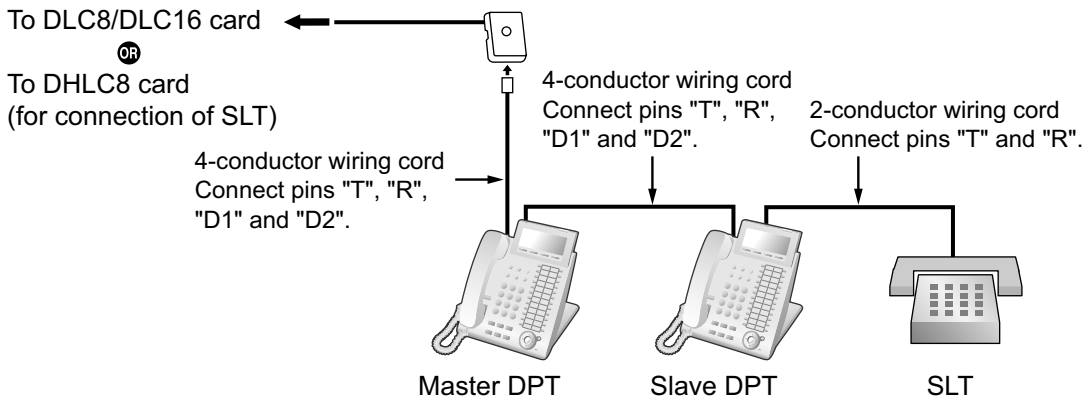 To DLC8/DLC16 card
OR
To DHLC8 card
(for connection of SLT)
4-conductor wiring cord
Connect pins "T", "R",
"D1" and "D2".
4-conductor wiring cord
Connect pins "T", "R",
"D1" and "D2".
2-conductor wiring cord
Connect pins "T" and "R".
Master DPT
Slave DPT
SLT